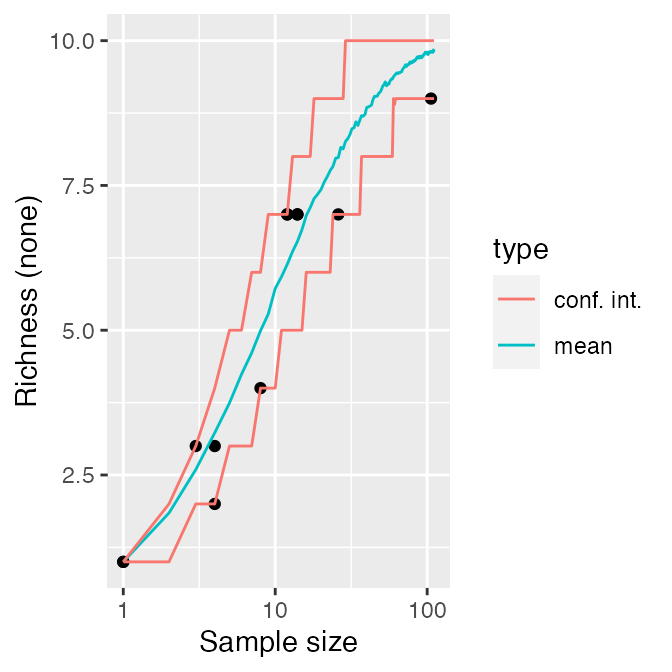 10.0
7.5
5.0
2.5
Richness (none)
1 10 100
Sample size
type
conf. int.
mean